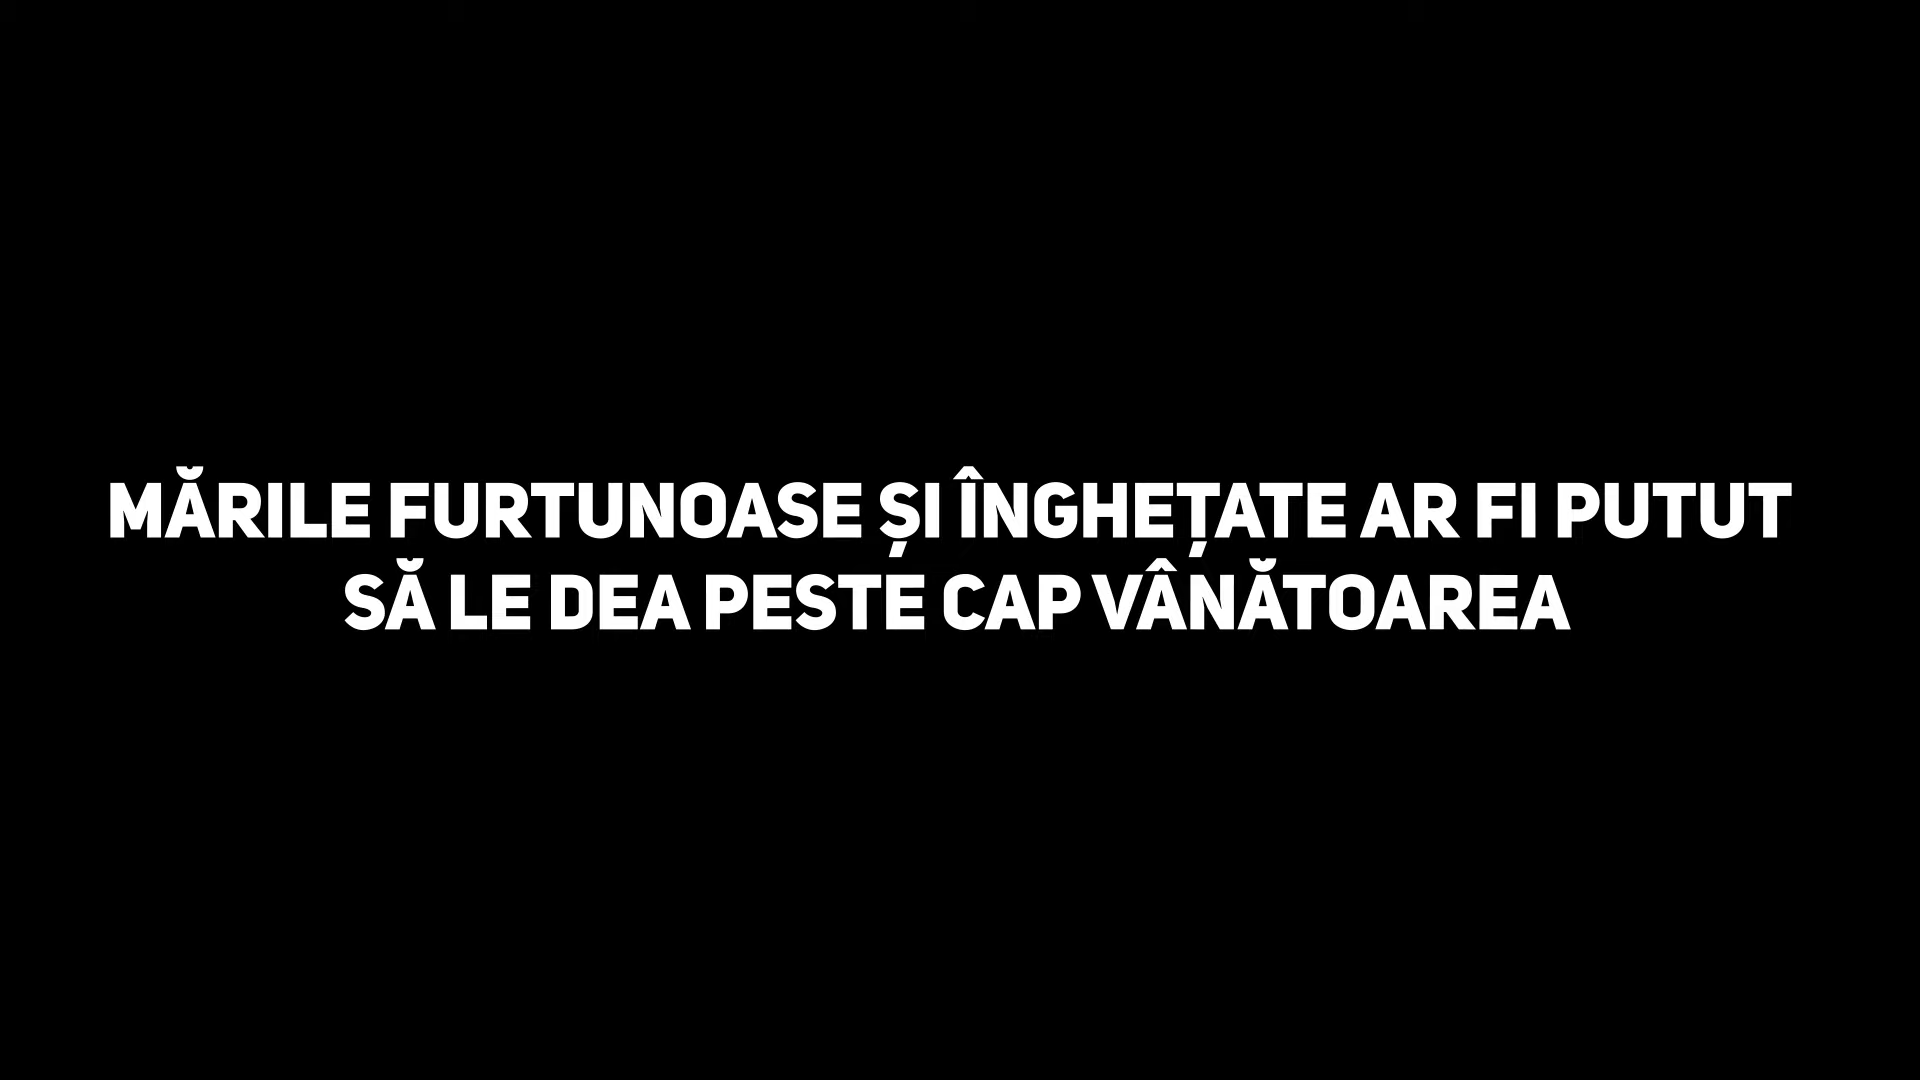 MĂRILE FURTUNOASE ȘI ÎNGHEȚATE AR FI PUTUT
SĂ LE DEA PESTE CAP VÂNĂTOAREA